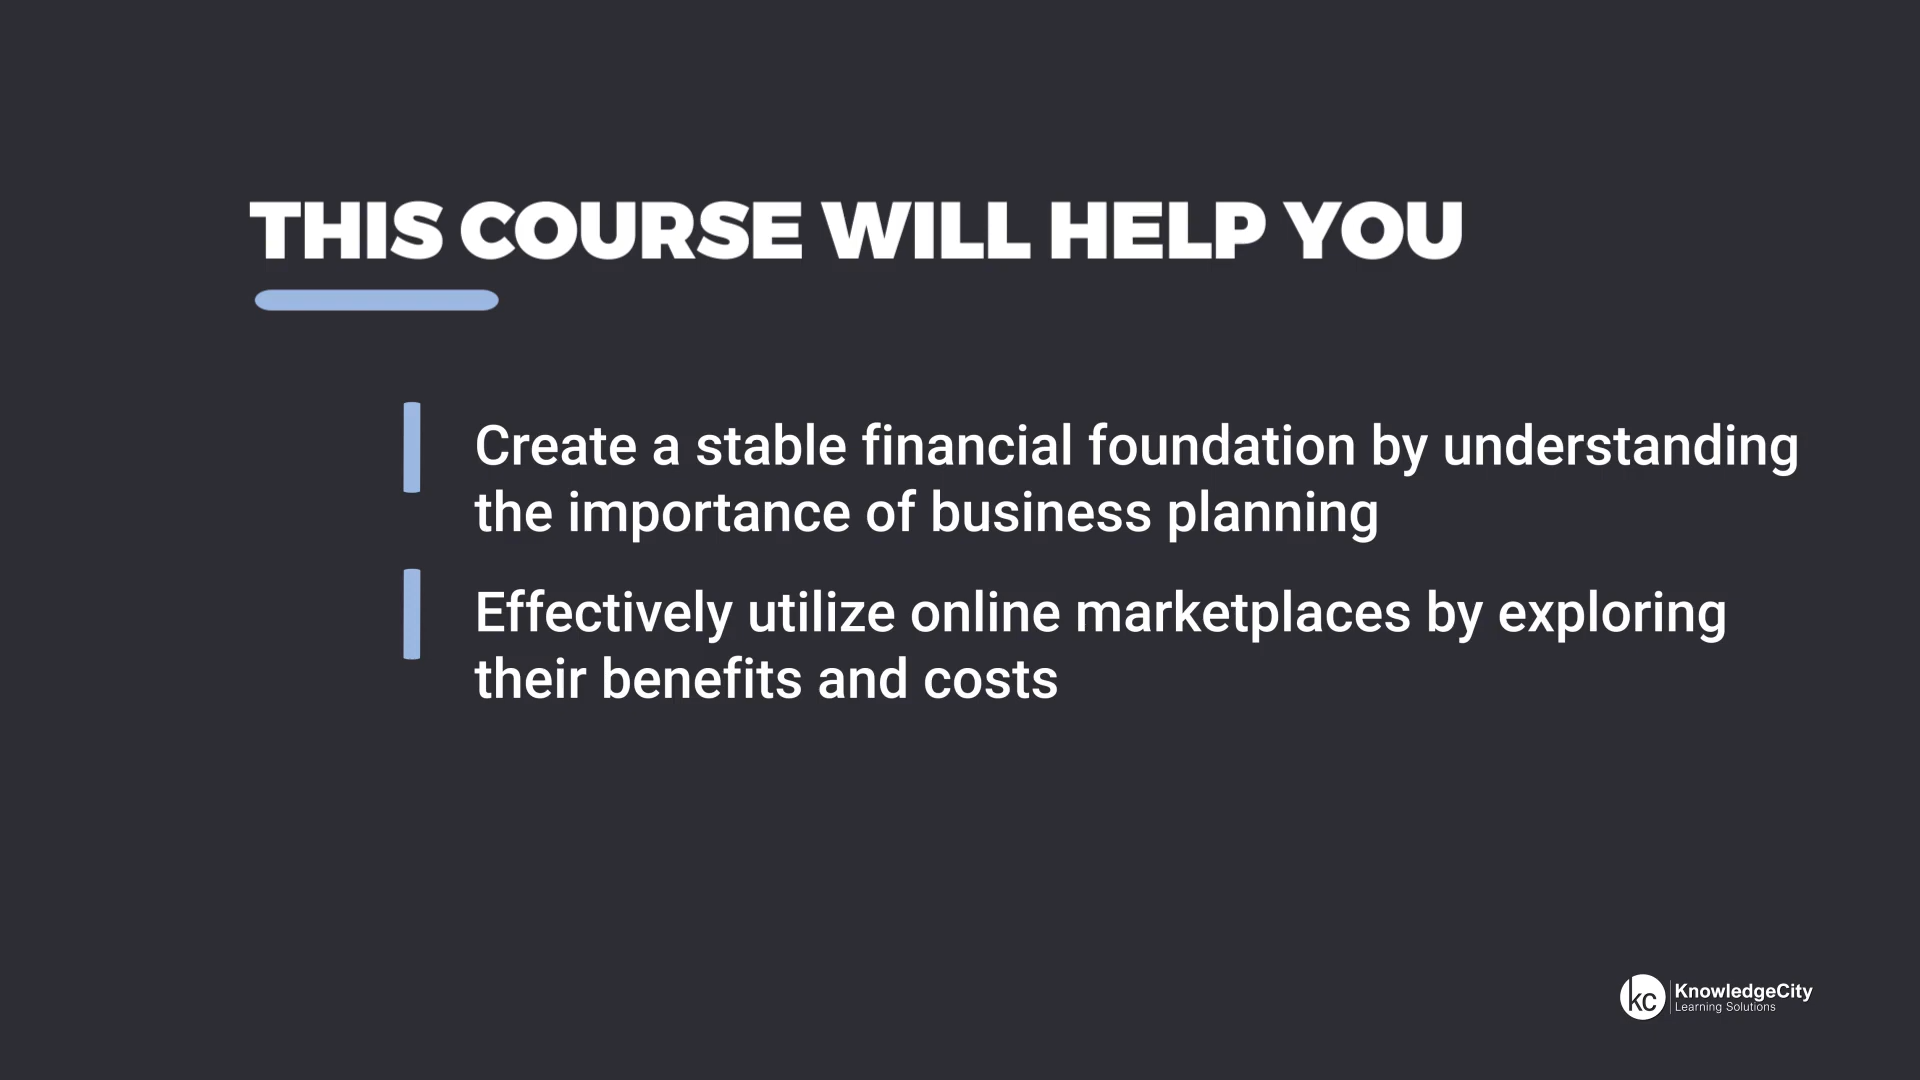 THIS COURSE WILL HELP YOU
Create a stable financial foundation by understanding
the importance of business planning
Effectively utilize online marketplaces by exploring
their benefits and costs
kc
KnowledgeCity
Learning Solutions